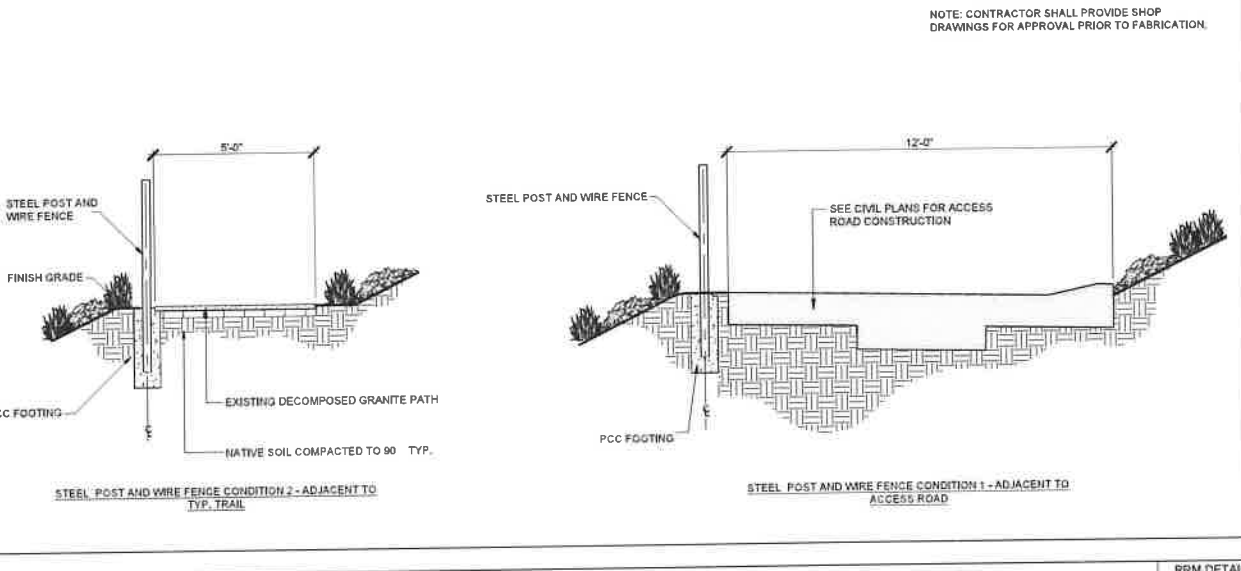 NOTE: CONTRACTOR SHALL PROVIDE SHOP
DRAWINGS FOR APPROVAL PRIOR TO FABRICATION.
5'-0"
STEEL POST AND
WIRE FENCE
FINISH GRADE
CC FOOTING
EXISTING DECOMPOSED GRANITE PATH
NATIVE SOIL COMPACTED TO 90 TYP.
STEEL POST AND WIRE FENCE CONDITION 2 - ADJACENT TO
TYP. TRAIL
12'-0"
STEEL POST AND WIRE FENCE
SEE CIVIL PLANS FOR ACCESS
ROAD CONSTRUCTION
PCC FOOTING
STEEL POST AND WIRE FENCE CONDITION 1 - ADJACENT TO
ACCESS ROAD